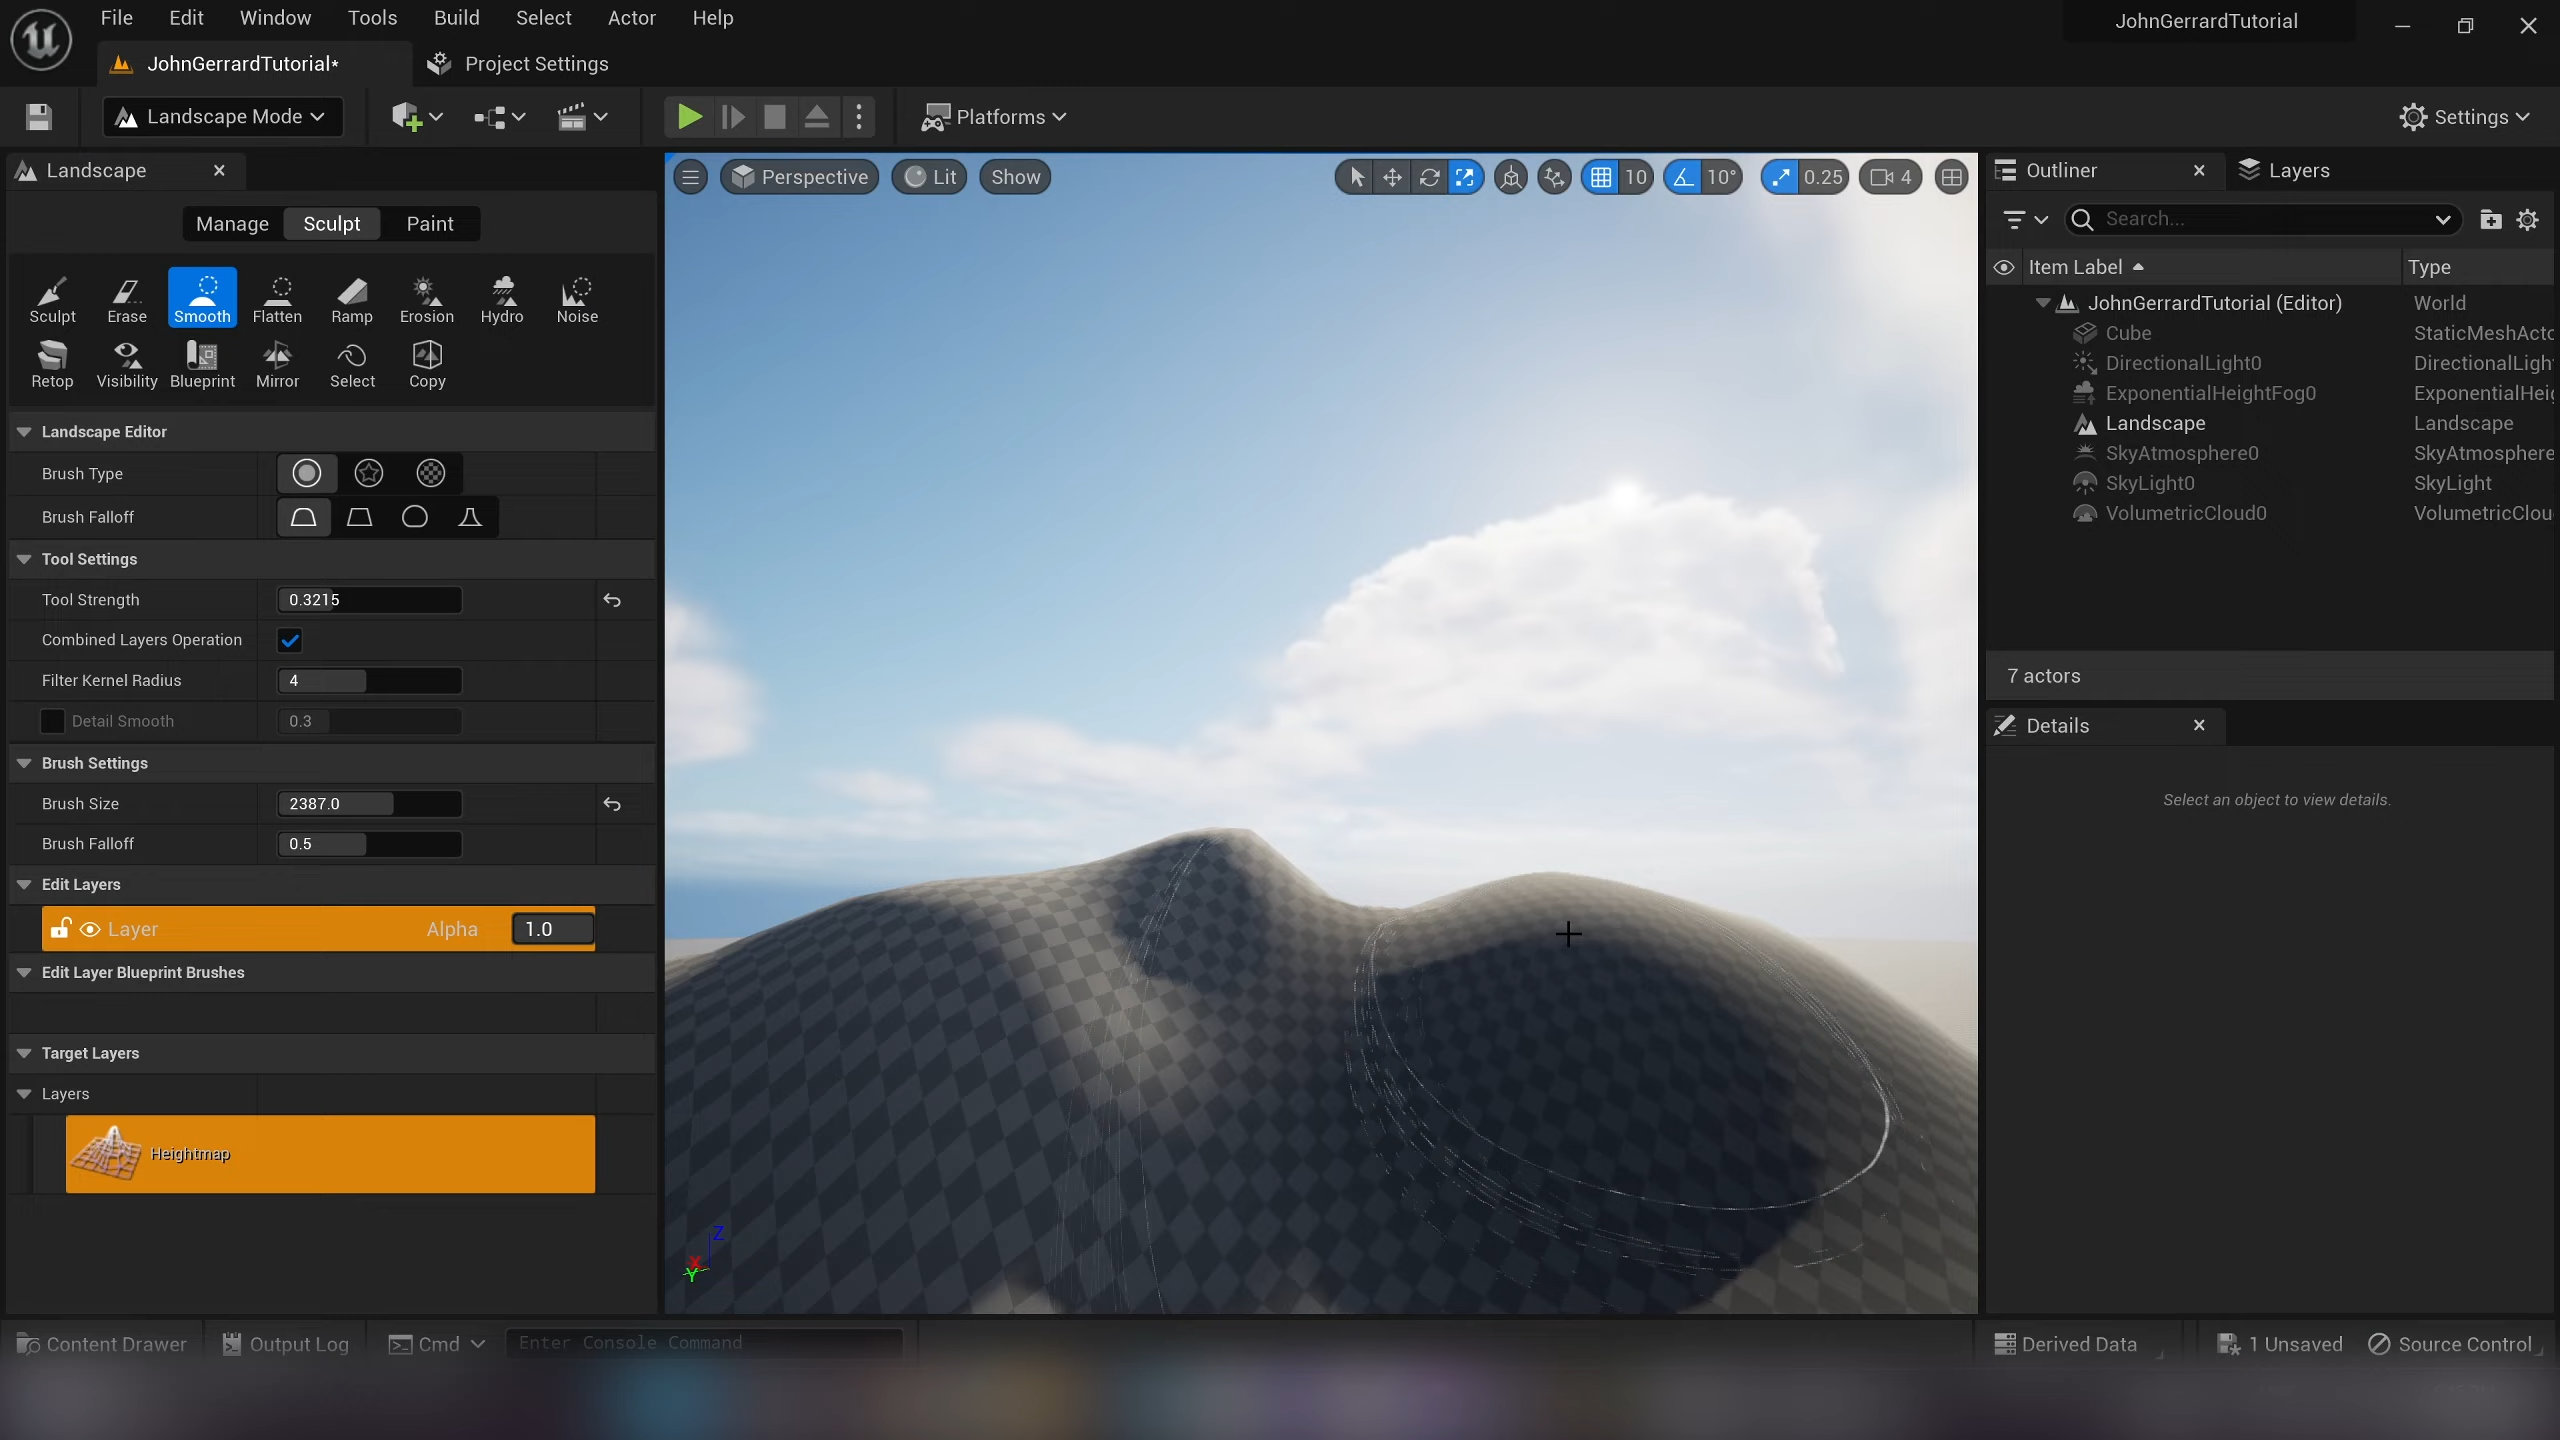 File Edit Window Tools Build Select Actor Help
JohnGerrardTutorial
JohnGerrardTutorial* Project Settings
Landscape Mode
Platforms
Settings
Landscape
Manage Sculpt Paint
Sculpt Erase Smooth Flatten Ramp Erosion Hydro Noise
Retop Visibility Blueprint Mirror Select Copy
Landscape Editor
Brush Type
Brush Falloff
Tool Settings
Tool Strength 0.3215
Combined Layers Operation
Filter Kernel Radius 4
Detail Smooth 0.3
Brush Settings
Brush Size 2387.0
Brush Falloff 0.5
Edit Layers
Layer Alpha 1.0
Edit Layer Blueprint Brushes
Target Layers
Layers
Heightmap
Perspective Lit Show
10 10° 0.25 4
Z
X
Y
Outliner Layers
Search...
Item Label Type
JohnGerrardTutorial (Editor) World
Cube StaticMeshActo
DirectionalLight0 DirectionalLigh
ExponentialHeightFog0 ExponentialHeig
Landscape Landscape
SkyAtmosphere0 SkyAtmosphere
SkyLight0 SkyLight
VolumetricCloud0 VolumetricClou
7 actors
Details
Select an object to view details.
Content Drawer Output Log Cmd Enter Console Command
Derived Data 1 Unsaved Source Control